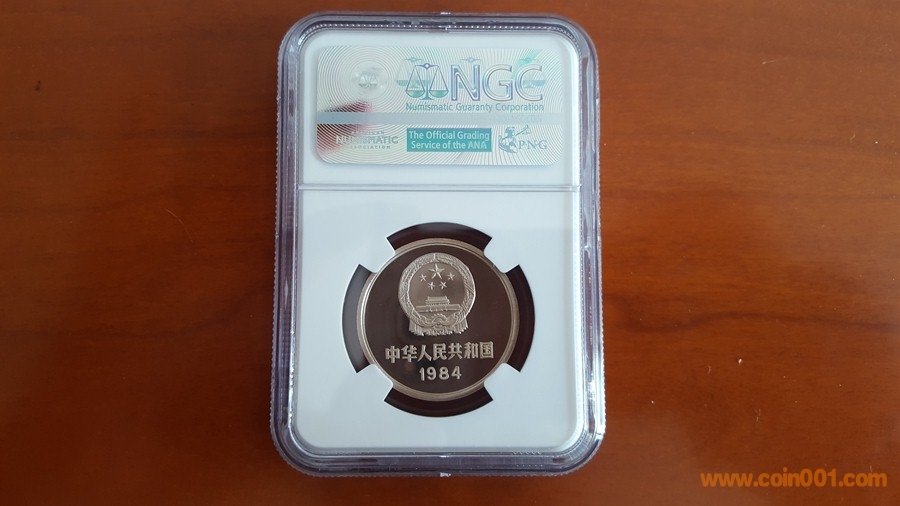 NGC
Numismatic Guaranty Corporation
NUMISMATIC
The Official Grading
Service of the ANA
PNG
中华人民共和国
1984
www.coin001.com